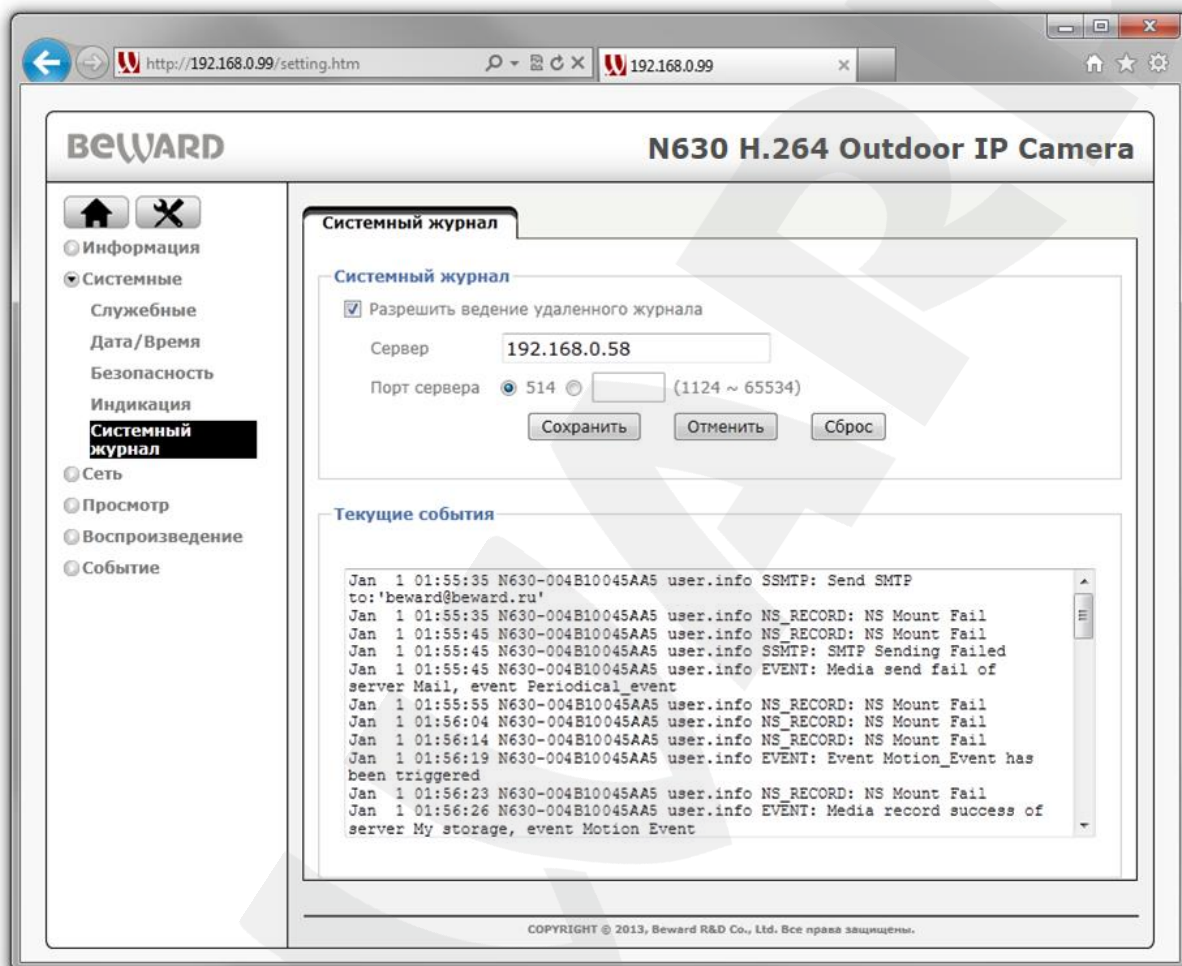 http://192.168.0.99/setting.htm
192.168.0.99
BEWARD
N630 H.264 Outdoor IP Camera
Информация
Системные
Служебные
Дата/Время
Безопасность
Индикация
Системный
журнал
Сеть
Просмотр
Воспроизведение
Событие
Системный журнал
Системный журнал
Разрешить ведение удаленного журнала
Сервер 192.168.0.58
Порт сервера 514 (1124 ~ 65534)
Сохранить Отменить Сброс
Текущие события
Jan 1 01:55:35 N630-004B10045AA5 user.info SSMTP: Send SMTP
to:'beward@beward.ru'
Jan 1 01:55:35 N630-004B10045AA5 user.info NS_RECORD: NS Mount Fail
Jan 1 01:55:45 N630-004B10045AA5 user.info NS_RECORD: NS Mount Fail
Jan 1 01:55:45 N630-004B10045AA5 user.info SSMTP: SMTP Sending Failed
Jan 1 01:55:45 N630-004B10045AA5 user.info EVENT: Media send fail of
server Mail, event Periodical_event
Jan 1 01:55:55 N630-004B10045AA5 user.info NS_RECORD: NS Mount Fail
Jan 1 01:56:04 N630-004B10045AA5 user.info NS_RECORD: NS Mount Fail
Jan 1 01:56:14 N630-004B10045AA5 user.info NS_RECORD: NS Mount Fail
Jan 1 01:56:19 N630-004B10045AA5 user.info EVENT: Event Motion_Event has
been triggered
Jan 1 01:56:23 N630-004B10045AA5 user.info NS_RECORD: NS Mount Fail
Jan 1 01:56:26 N630-004B10045AA5 user.info EVENT: Media record success of
server My storage, event Motion Event
COPYRIGHT © 2013, Beward R&D Co., Ltd. Все права защищены.